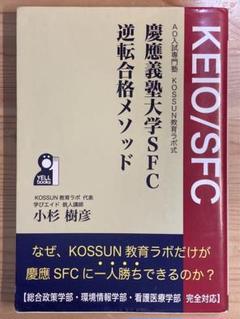 KEIO/SFC
AO入試専門塾 KOSSUN教育ラボ式
慶應義塾大学SFC
逆転合格メソッド
YELL
books
KOSSUN教育ラボ 代表
学びエイド 鉄人講師
小杉 樹彦
なぜ、KOSSUN教育ラボだけが
慶應SFCに一人勝ちできるのか?
【総合政策学部・環境情報学部・看護医療学部 完全対応】